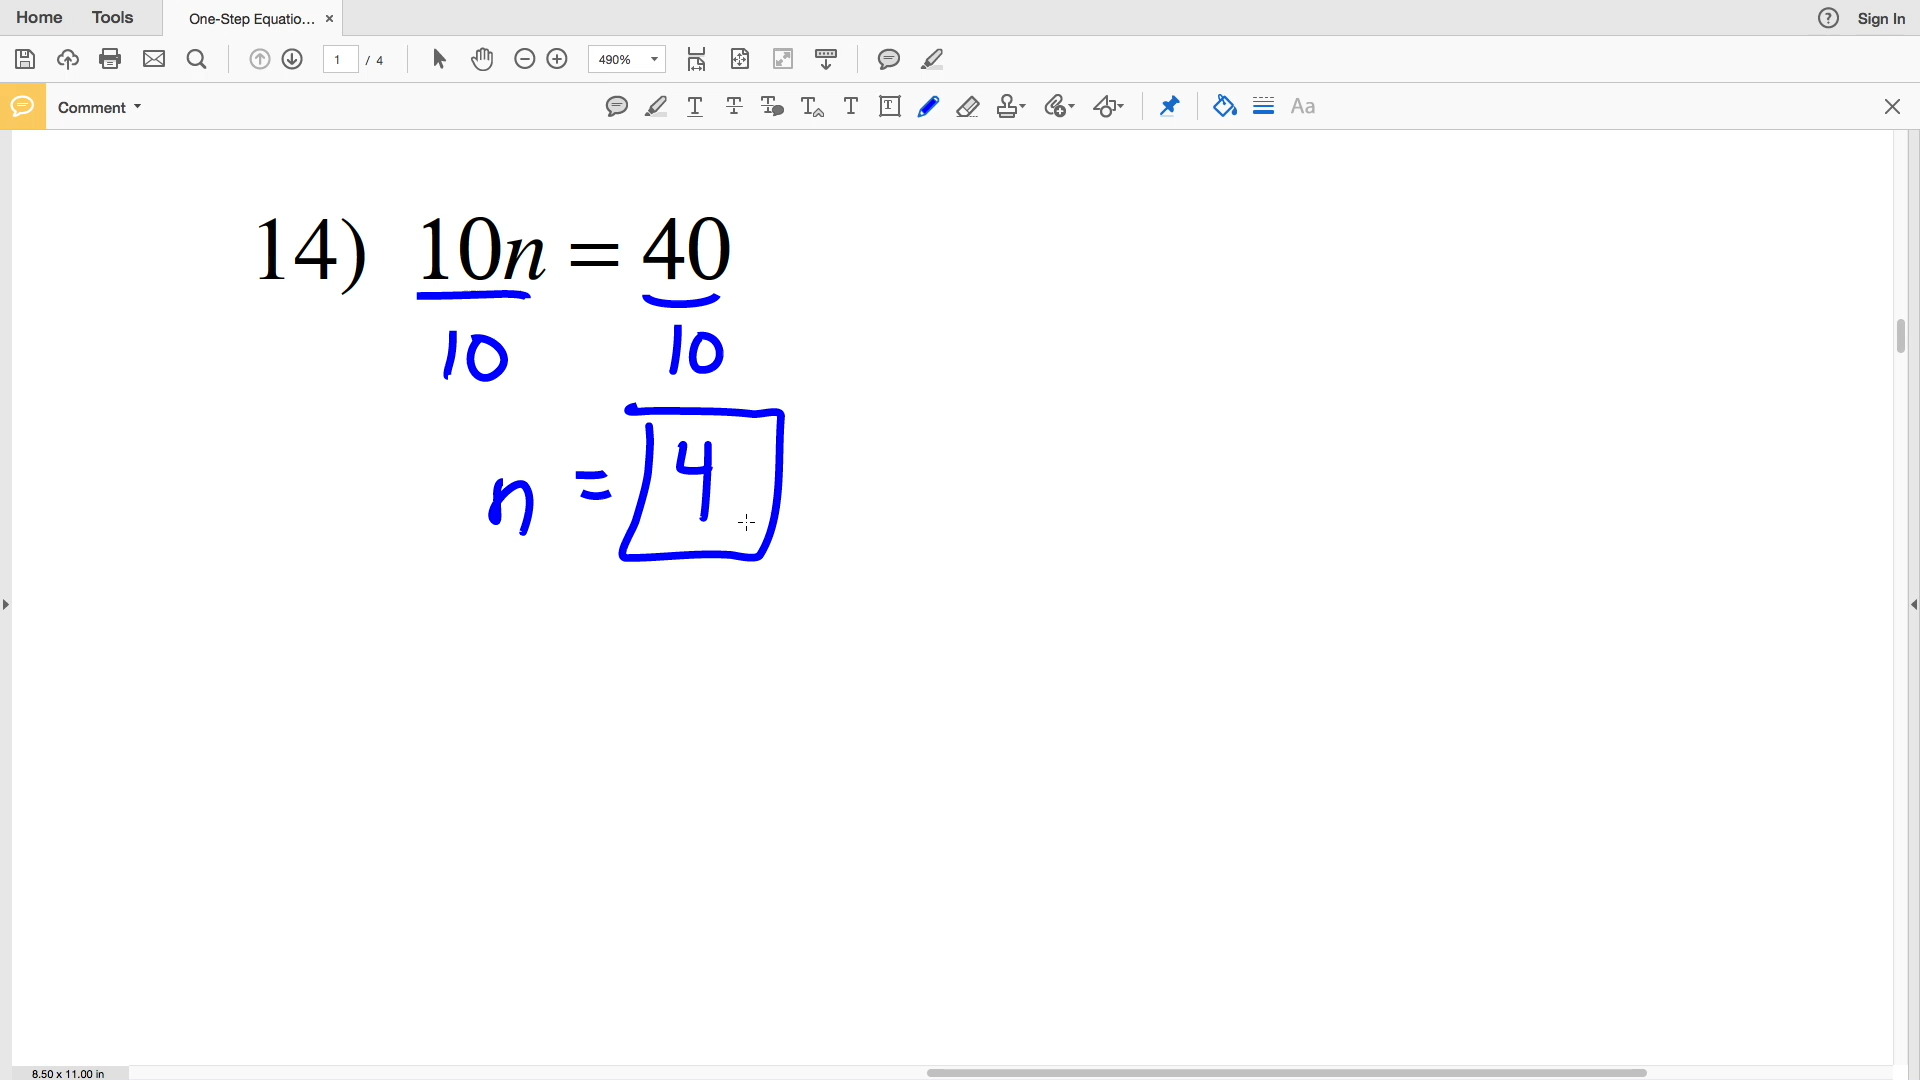 Home Tools One-Step Equatio... × ? Sign In
1 / 4 490%
Comment T T T T T T Aa
14) 10n = 40
10 10
n = 4
8.50 x 11.00 in